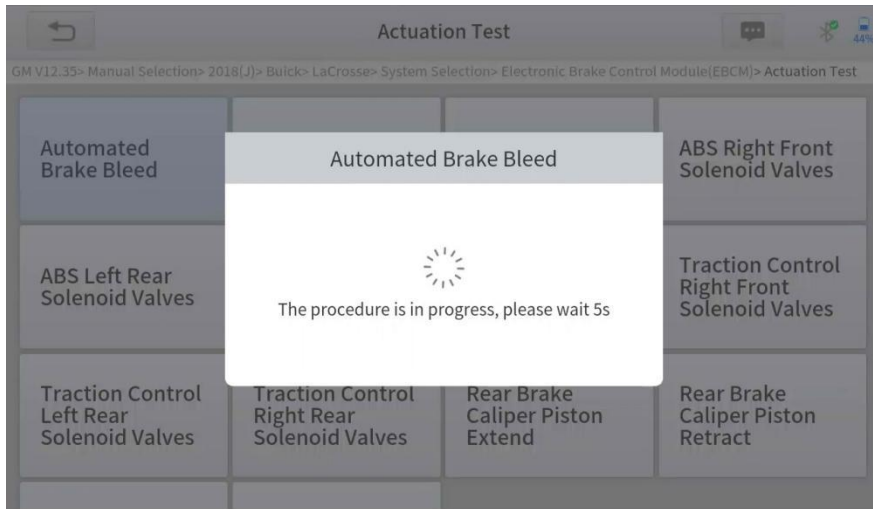 Actuation Test
44%
GM V12.35> Manual Selection> 2018(J)> Buick> LaCrosse> System Selection> Electronic Brake Control Module(EBCM)> Actuation Test
Automated
Brake Bleed
Automated Brake Bleed
The procedure is in progress, please wait 5s
ABS Right Front
Solenoid Valves
ABS Left Rear
Solenoid Valves
Traction Control
Right Front
Solenoid Valves
Traction Control
Left Rear
Solenoid Valves
Traction Control
Right Rear
Solenoid Valves
Rear Brake
Caliper Piston
Extend
Rear Brake
Caliper Piston
Retract